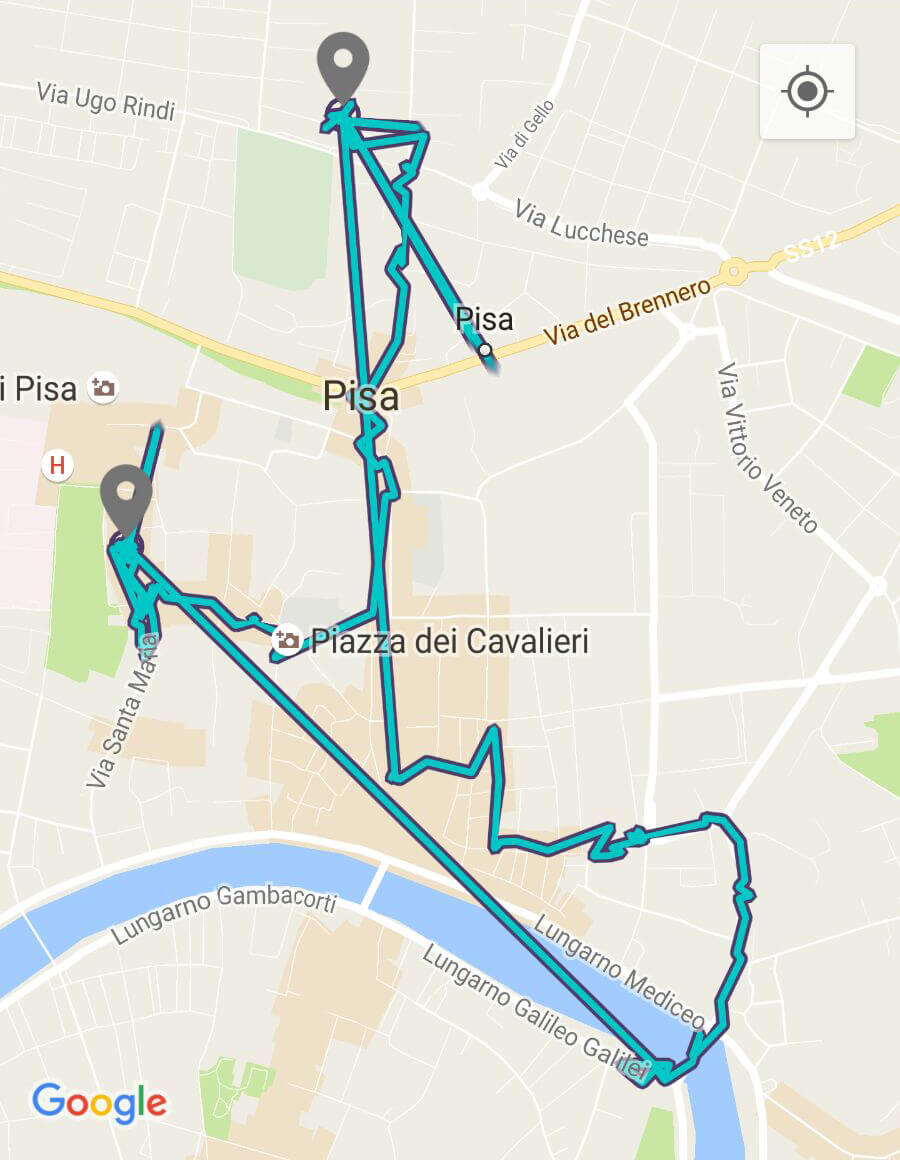 Via Ugo Rindi
Via di Gello
Via Lucchese
SS12
Pisa
Via del Brennero
i Pisa
Pisa
H
Via Vittorio Veneto
Piazza dei Cavalieri
Via Santa Maria
Lungarno Gambacorti
Lungarno Mediceo
Lungarno Galileo Galilei
Google